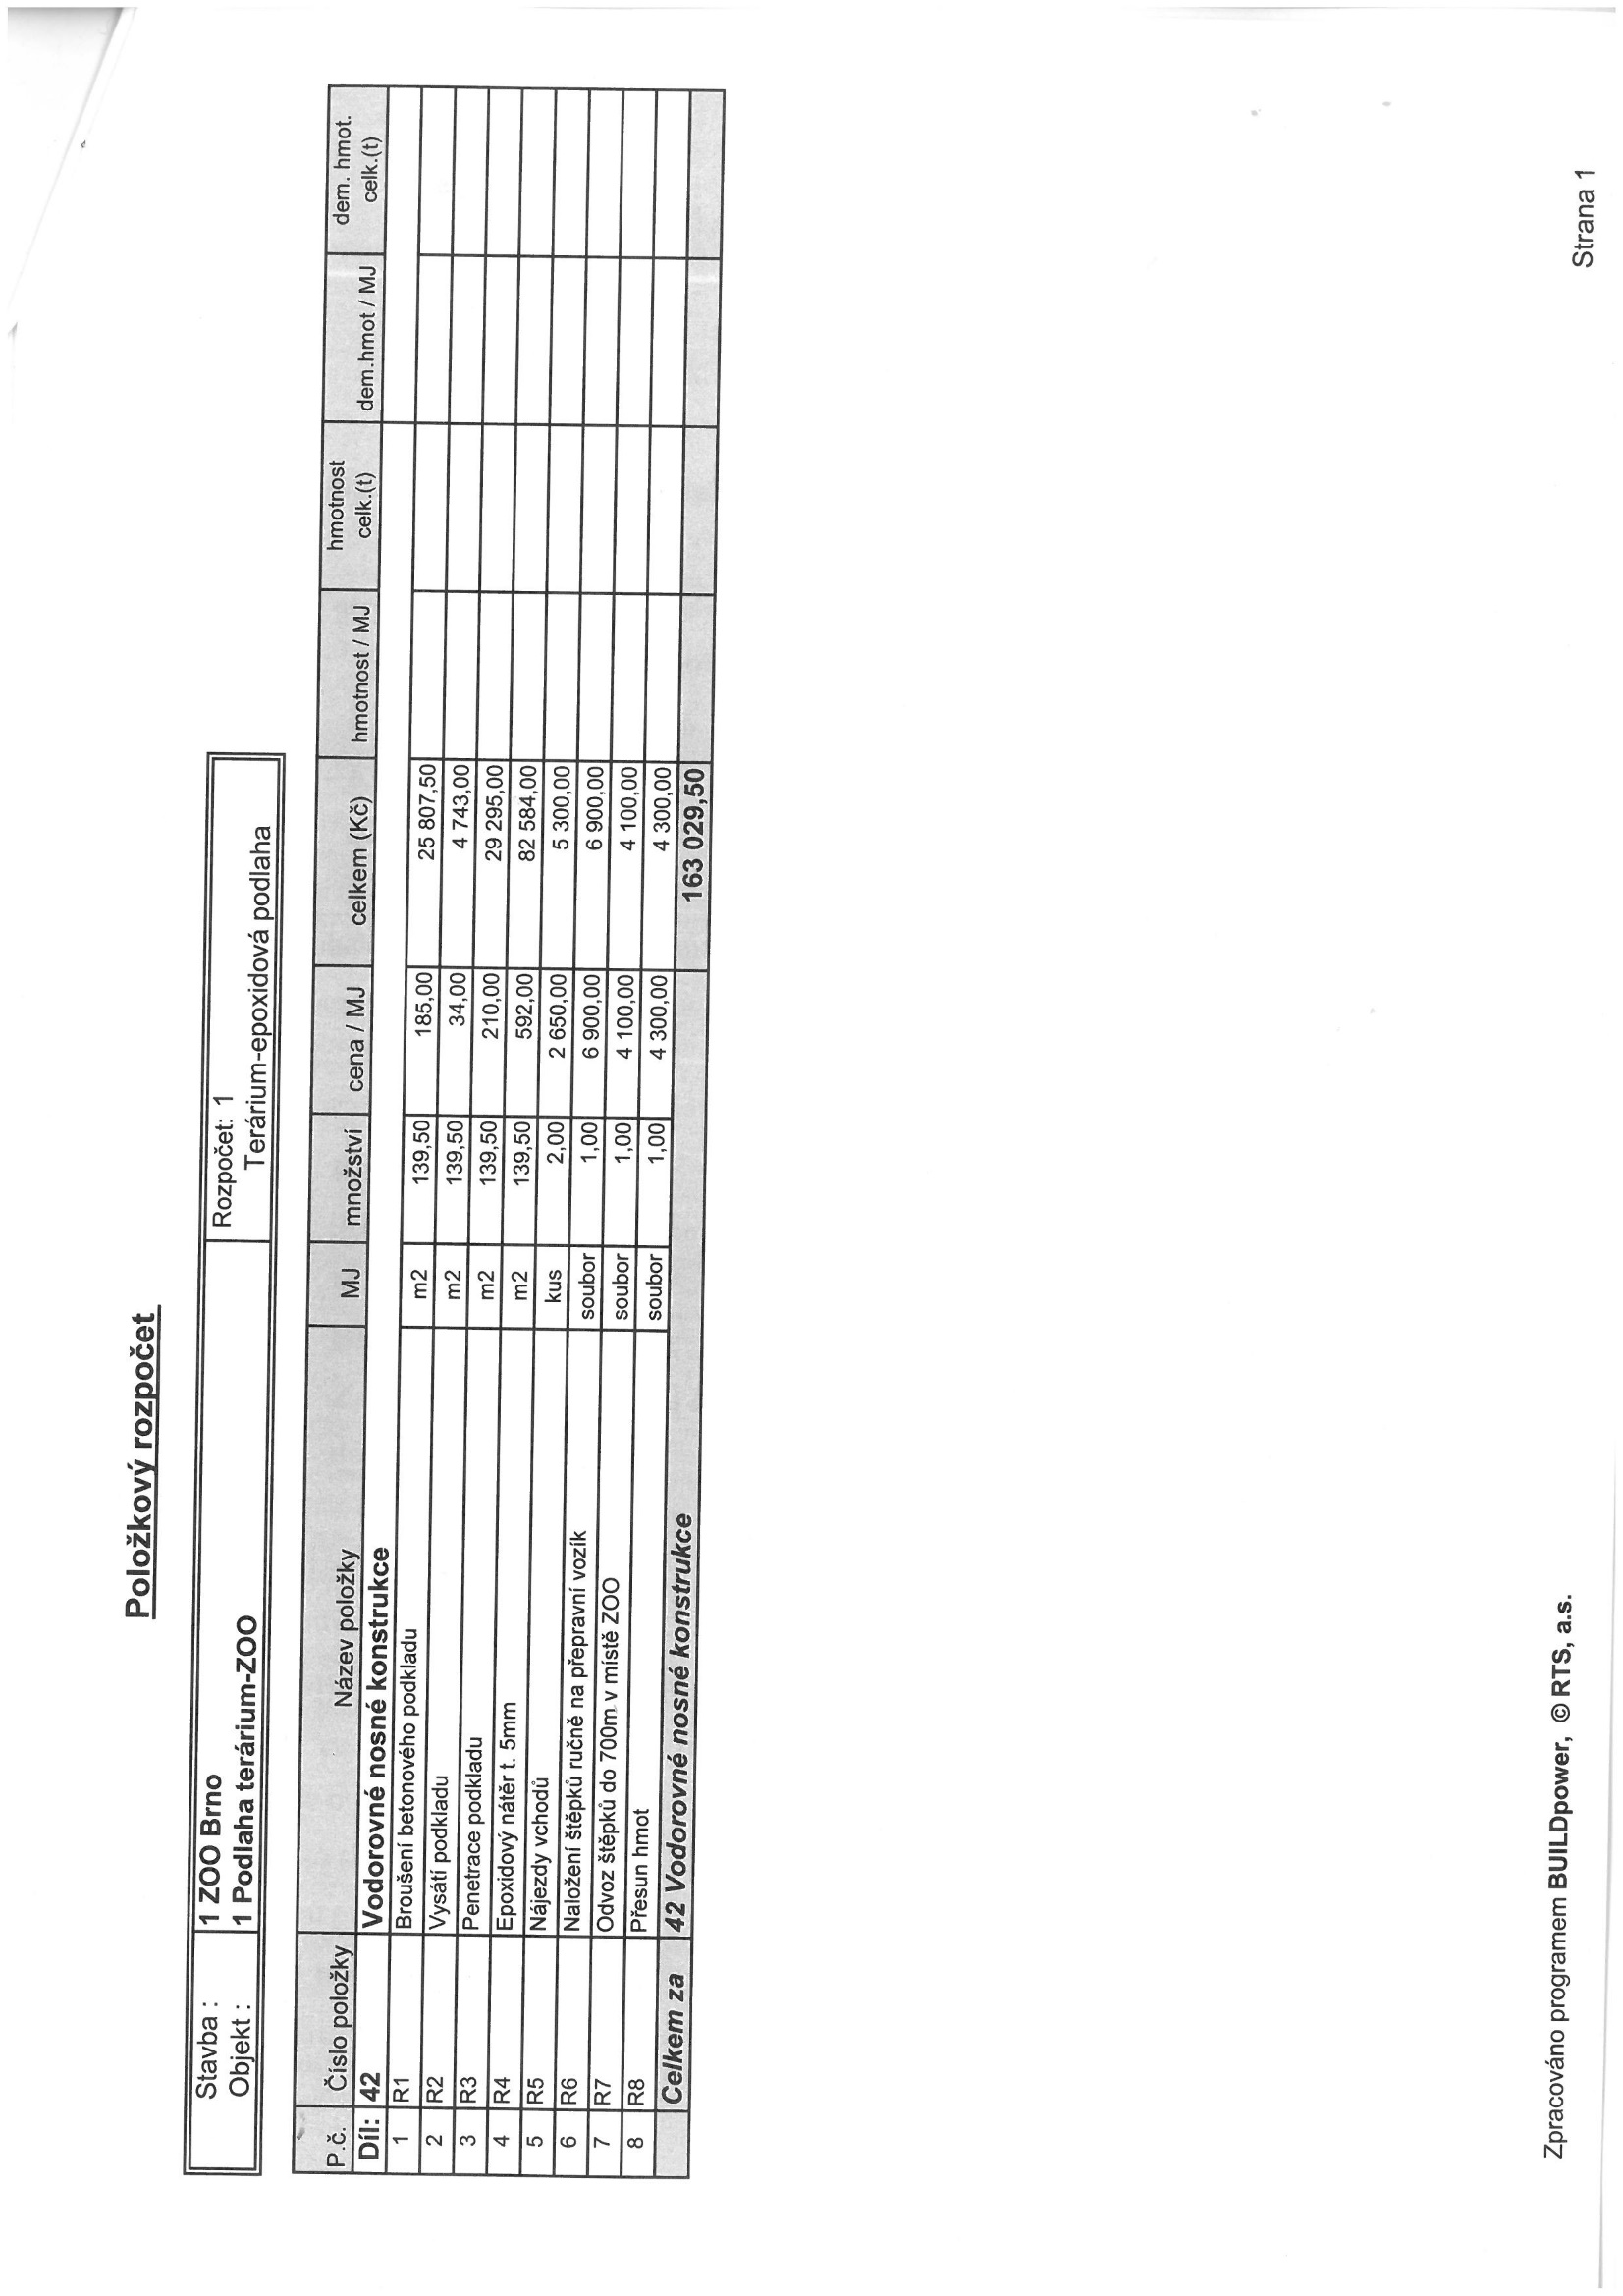 Položkový rozpočet
Stavba : 1 ZOO Brno Rozpočet: 1
Objekt : 1 Podlaha terárium-ZOO Terárium-epoxidová podlaha
P.č. Číslo položky Název položky MJ množství cena / MJ celkem (Kč) hmotnost / MJ hmotnost celk.(t) dem.hmot / MJ dem. hmot. celk.(t)
Díl: 42 Vodorovné nosné konstrukce
1 R1 Broušení betonového podkladu m2 139,50 185,00 25 807,50
2 R2 Vysátí podkladu m2 139,50 34,00 4 743,00
3 R3 Penetrace podkladu m2 139,50 210,00 29 295,00
4 R4 Epoxidový nátěr t. 5mm m2 139,50 592,00 82 584,00
5 R5 Nájezdy vchodů kus 2,00 2 650,00 5 300,00
6 R6 Naložení štěpků ručně na přepravní vozík soubor 1,00 6 900,00 6 900,00
7 R7 Odvoz štěpků do 700m v místě ZOO soubor 1,00 4 100,00 4 100,00
8 R8 Přesun hmot soubor 1,00 4 300,00 4 300,00
Celkem za 42 Vodorovné nosné konstrukce 163 029,50
Zpracováno programem BUILDpower, © RTS, a.s. Strana 1